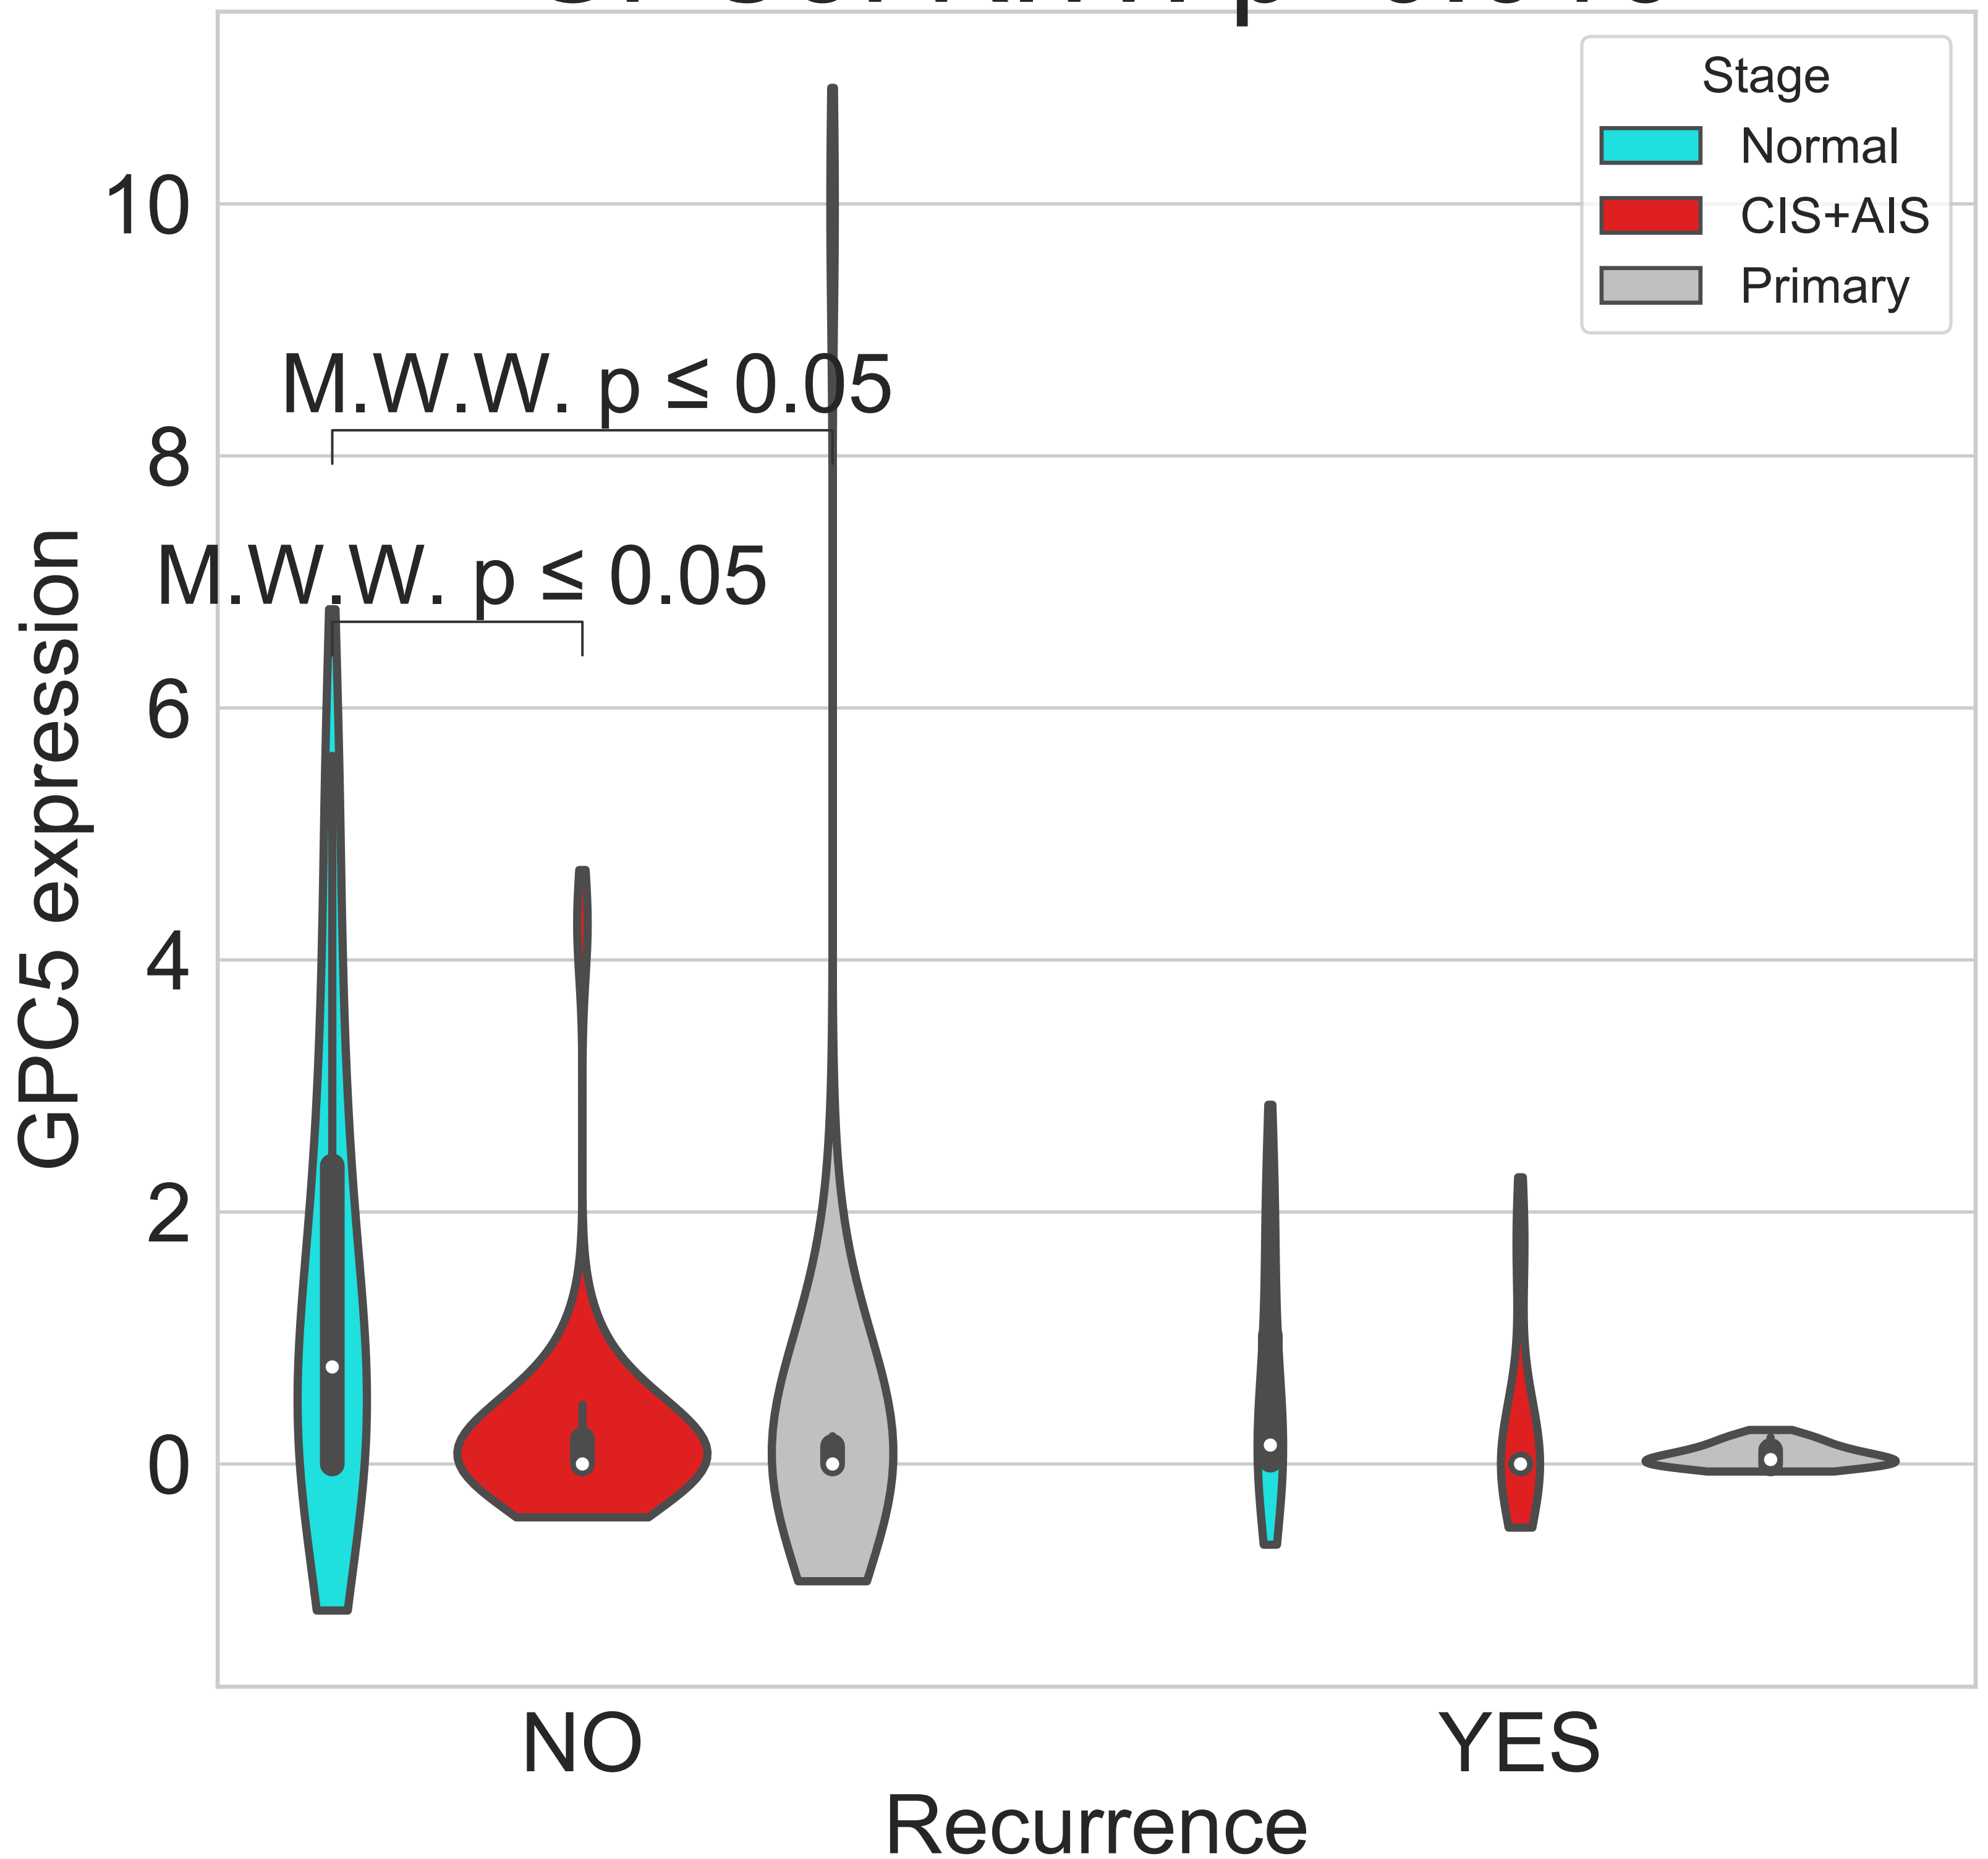 Stage
Normal
CIS+AIS
Primary
10
8
6
4
2
0
M.W.W. p ≤ 0.05
M.W.W. p ≤ 0.05
GPC5 expression
NO
YES
Recurrence